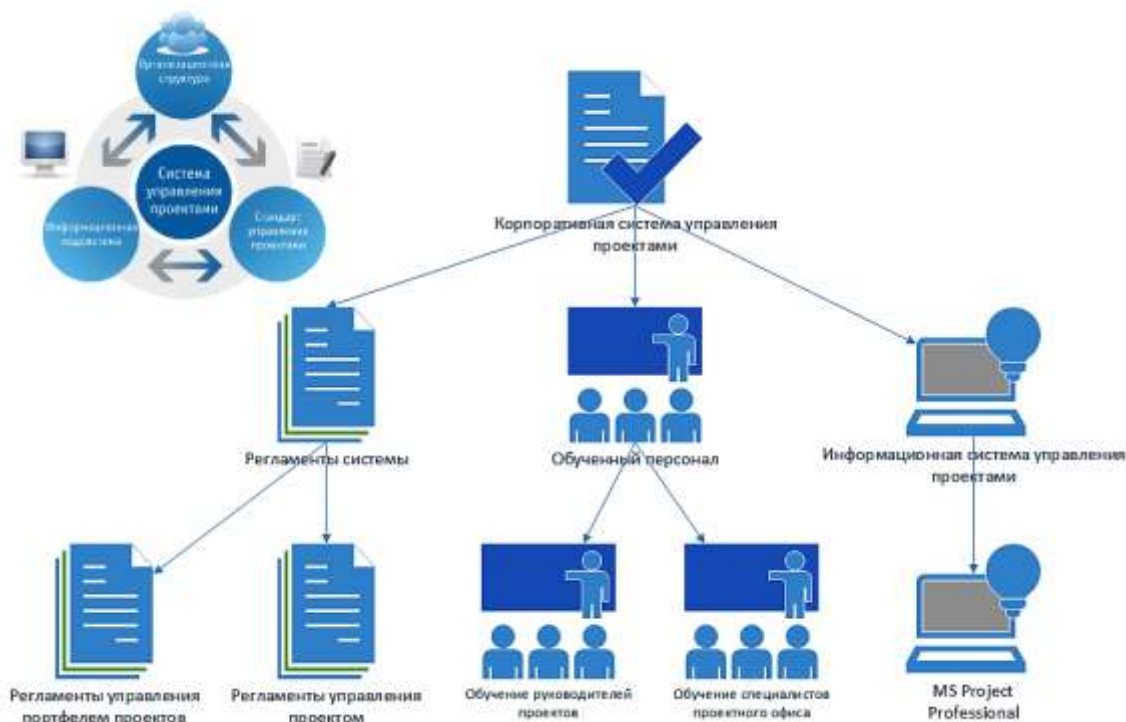 Организационная
структура
Система
управления
проектами
Информационная
подсистема
Стандарт
управления
проектами
Корпоративная система управления
проектами
Регламенты системы
Обученный персонал
Информационная система управления
проектами
Регламенты управления
портфелем проектов
Регламенты управления
проектом
Обучение руководителей
проектов
Обучение специалистов
проектного офиса
MS Project
Professional